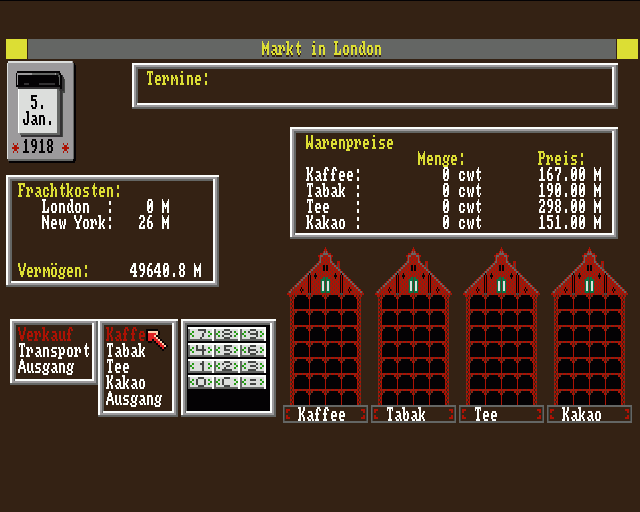 Markt in London
5.
Jan.
* 1918 *
Termine:
Warenpreise
Menge: Preis:
Kaffee: 0 cwt 167.00 M
Tabak : 0 cwt 190.00 M
Tee : 0 cwt 298.00 M
Kakao : 0 cwt 151.00 M
Frachtkosten:
London : 0 M
New York: 26 M
Vermögen: 49640.8 M
Verkauf
Transport
Ausgang
Kaffe
Tabak
Tee
Kakao
Ausgang
7 8 9
4 5 6
1 2 3
0 C =
Kaffee Tabak Tee Kakao